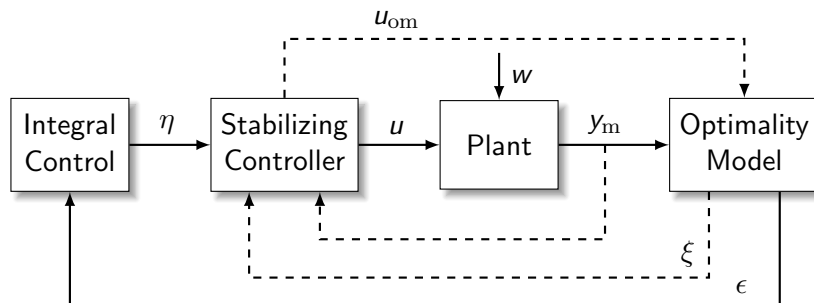 u_om
w
Integral
Control
η
Stabilizing
Controller
u
Plant
y_m
Optimality
Model
ξ
ϵ